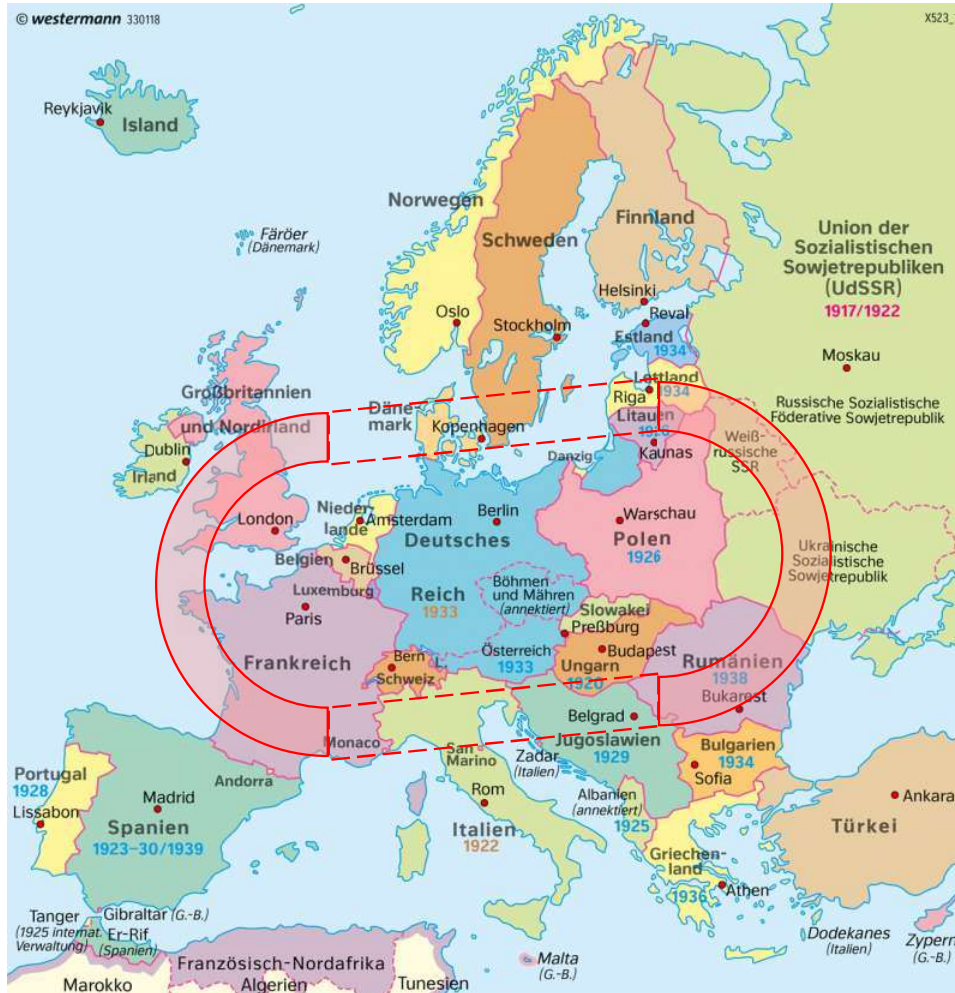 © westermann 330118
X523_
Reykjavik
Island
Norwegen
Färöer
(Dänemark)
Schweden
Finnland
Union der
Sozialistischen
Sowjetrepubliken
(UdSSR)
1917/1922
Helsinki
Oslo
Reval
Stockholm
Estland
1934
Moskau
Großbritannien
und Nordirland
Däne-
mark
Lettland
1934
Riga
Russische Sozialistische
Föderative Sowjetrepublik
Litauen
1926
Kopenhagen
Weiß-
russische
SSR
Dublin
Irland
Danzig
Kaunas
London
Nieder-
lande
Amsterdam
Berlin
Warschau
Deutsches
Polen
1926
Ukrainische
Sozialistische
Sowjetrepublik
Belgien
Brüssel
Luxemburg
Reich
1933
Böhmen
und Mähren
(annektiert)
Paris
Slowakei
Preßburg
Frankreich
Österreich
1933
Budapest
Bern
L.
Schweiz
Ungarn
1920
Rumänien
1938
Bukarest
Belgrad
Monaco
San
Marino
Zadar
(Italien)
Jugoslawien
1929
Bulgarien
1934
Sofia
Andorra
Portugal
1928
Lissabon
Madrid
Spanien
1923–30/1939
Rom
Italien
1922
Albanien
(annektiert)
1925
Ankara
Türkei
Griechen-
land
1936
Athen
Tanger
(1925 internat.
Verwaltung)
Gibraltar (G.-B.)
Er-Rif
(Spanien)
Dodekanes
(Italien)
Zypern
(G.-B.)
Malta
(G.-B.)
Französisch-Nordafrika
Marokko
Algerien
Tunesien